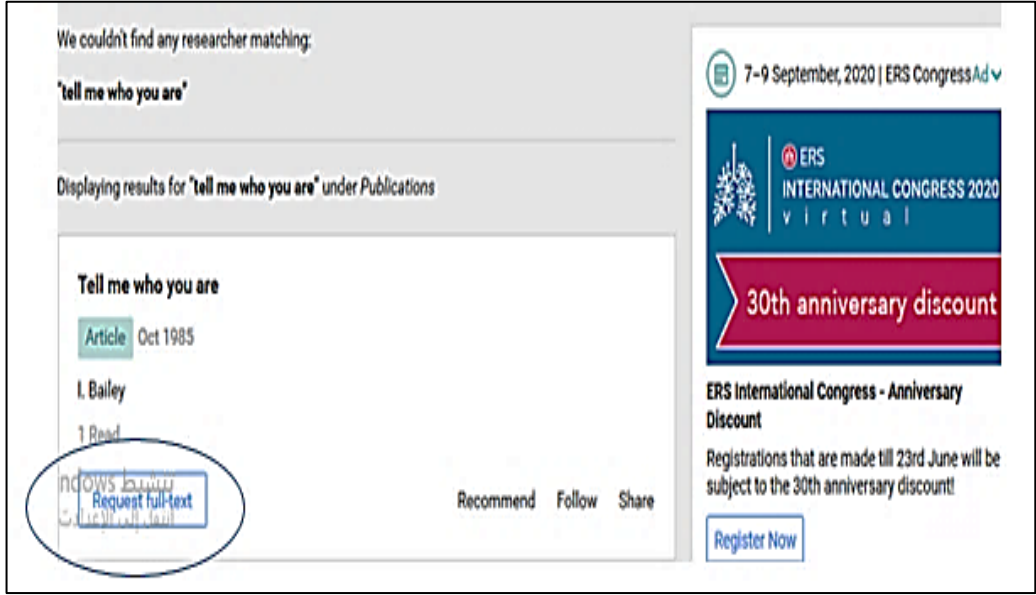 We couldn't find any researcher matching:
"tell me who you are"
Displaying results for "tell me who you are" under Publications
Tell me who you are
Article Oct 1985
I. Bailey
1 Read
تنشيط ndows
Request full-text
انتقل إلى الإعدادت
Recommend Follow Share
7-9 September, 2020 | ERS Congress Ad
ERS
INTERNATIONAL CONGRESS 2020
virtual
30th anniversary discount
ERS International Congress - Anniversary
Discount
Registrations that are made till 23rd June will be
subject to the 30th anniversary discount!
Register Now